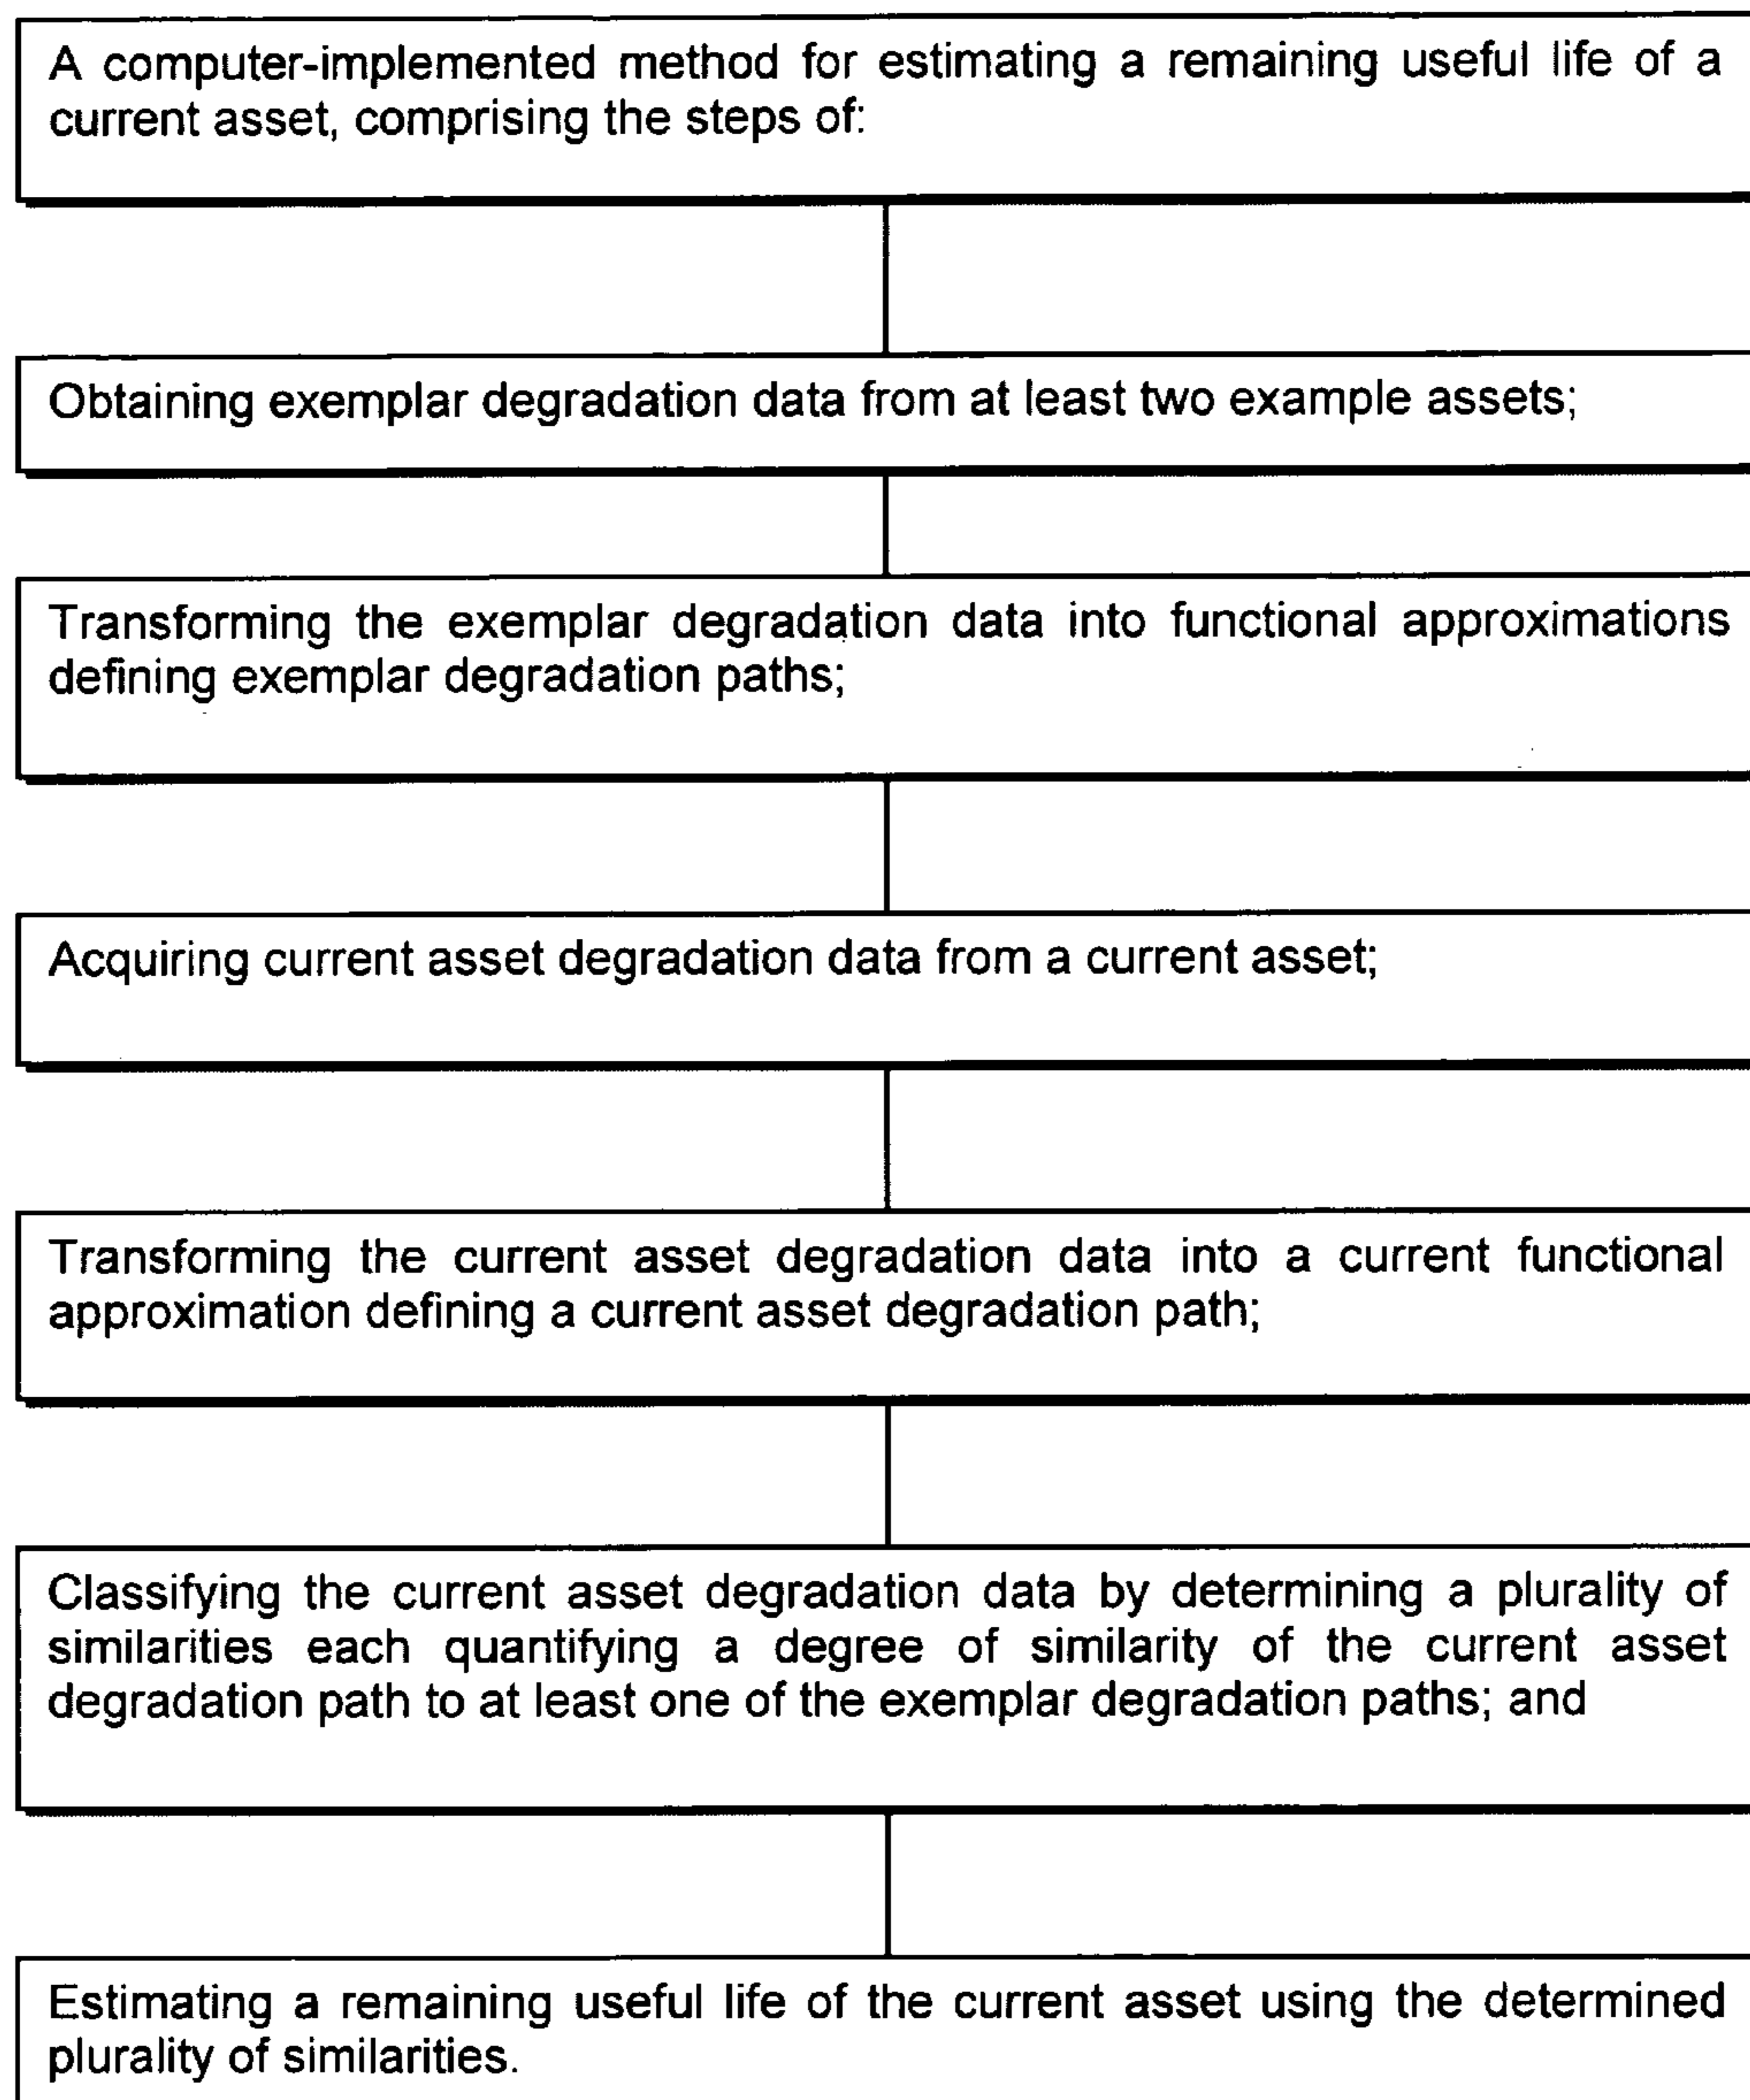 A computer-implemented method for estimating a remaining useful life of a
current asset, comprising the steps of:
Obtaining exemplar degradation data from at least two example assets;
Transforming the exemplar degradation data into functional approximations
defining exemplar degradation paths;
Acquiring current asset degradation data from a current asset;
Transforming the current asset degradation data into a current functional
approximation defining a current asset degradation path;
Classifying the current asset degradation data by determining a plurality of
similarities each quantifying a degree of similarity of the current asset
degradation path to at least one of the exemplar degradation paths; and
Estimating a remaining useful life of the current asset using the determined
plurality of similarities.